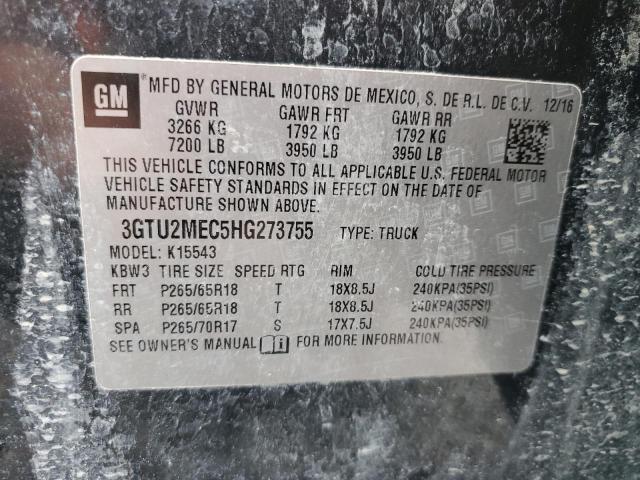 GM
MFD BY GENERAL MOTORS DE MEXICO, S. DE R.L. DE C.V. 12/16
GVWR GAWR FRT GAWR RR
3266 KG 1792 KG 1792 KG
7200 LB 3950 LB 3950 LB
THIS VEHICLE CONFORMS TO ALL APPLICABLE U.S. FEDERAL MOTOR
VEHICLE SAFETY STANDARDS IN EFFECT ON THE DATE OF
MANUFACTURE SHOWN ABOVE.
3GTU2MEC5HG273755 TYPE: TRUCK
MODEL: K15543
KBW3 TIRE SIZE SPEED RTG RIM COLD TIRE PRESSURE
FRT P265/65R18 T 18X8.5J 240KPA(35PSI)
RR P265/65R18 T 18X8.5J 240KPA(35PSI)
SPA P265/70R17 S 17X7.5J 240KPA(35PSI)
SEE OWNER'S MANUAL FOR MORE INFORMATION.